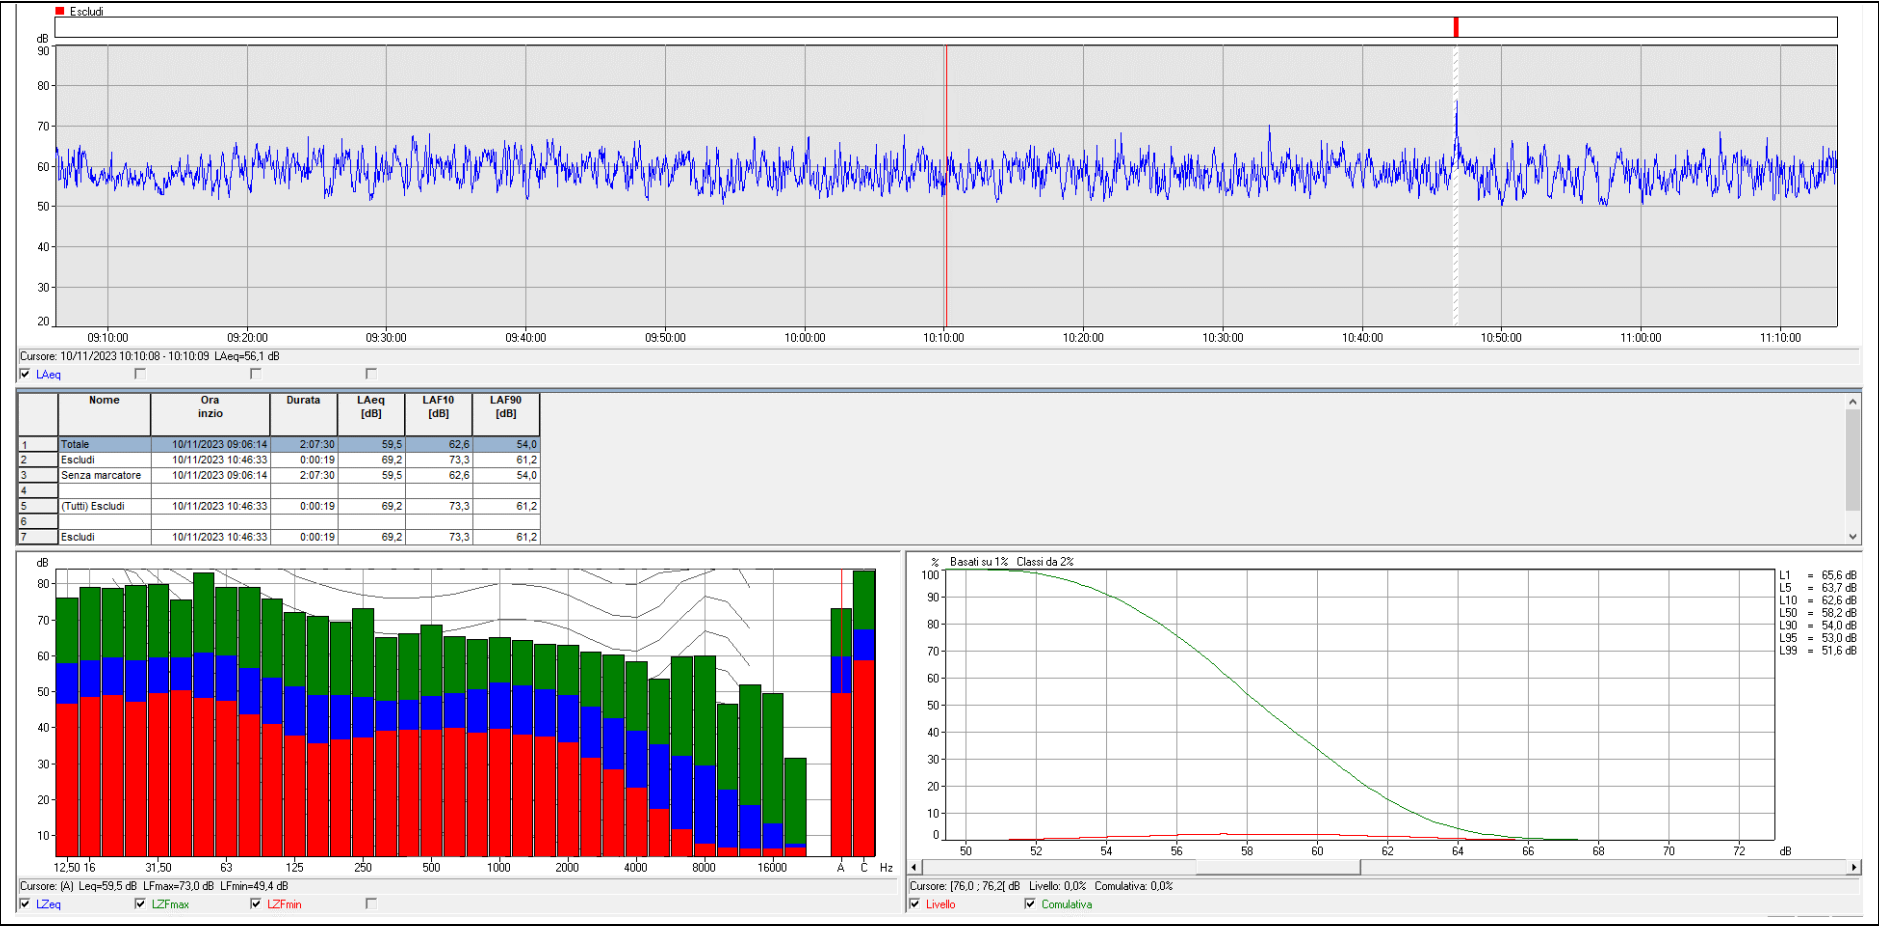 Escludi
dB
90
80
70
60
50
40
30
20
09:10:00 09:20:00 09:30:00 09:40:00 09:50:00 10:00:00 10:10:00 10:20:00 10:30:00 10:40:00 10:50:00 11:00:00 11:10:00
Cursore: 10/11/2023 10:10:08 - 10:10:09 LAeq=56,1 dB
LAeq
Nome Ora inzio Durata LAeq [dB] LAF10 [dB] LAF90 [dB]
1 Totale 10/11/2023 09:06:14 2:07:30 59,5 62,6 54,0
2 Escludi 10/11/2023 10:46:33 0:00:19 69,2 73,3 61,2
3 Senza marcatore 10/11/2023 09:06:14 2:07:30 59,5 62,6 54,0
4
5 (Tutti) Escludi 10/11/2023 10:46:33 0:00:19 69,2 73,3 61,2
6
7 Escludi 10/11/2023 10:46:33 0:00:19 69,2 73,3 61,2
dB
80
70
60
50
40
30
20
10
12,50 16 31,50 63 125 250 500 1000 2000 4000 8000 16000 A C Hz
Cursore: (A) Leq=59,5 dB LFmax=73,0 dB LFmin=49,4 dB
LZeq LZFmax LZFmin
% Basati su 1% Classi da 2%
100
90
80
70
60
50
40
30
20
10
0
50 52 54 56 58 60 62 64 66 68 70 72 dB
L1 = 65,6 dB
L5 = 63,7 dB
L10 = 62,6 dB
L50 = 58,2 dB
L90 = 54,0 dB
L95 = 53,0 dB
L99 = 51,6 dB
Cursore: [76,0 ; 76,2[ dB Livello: 0,0% Comulativa: 0,0%
Livello Comulativa